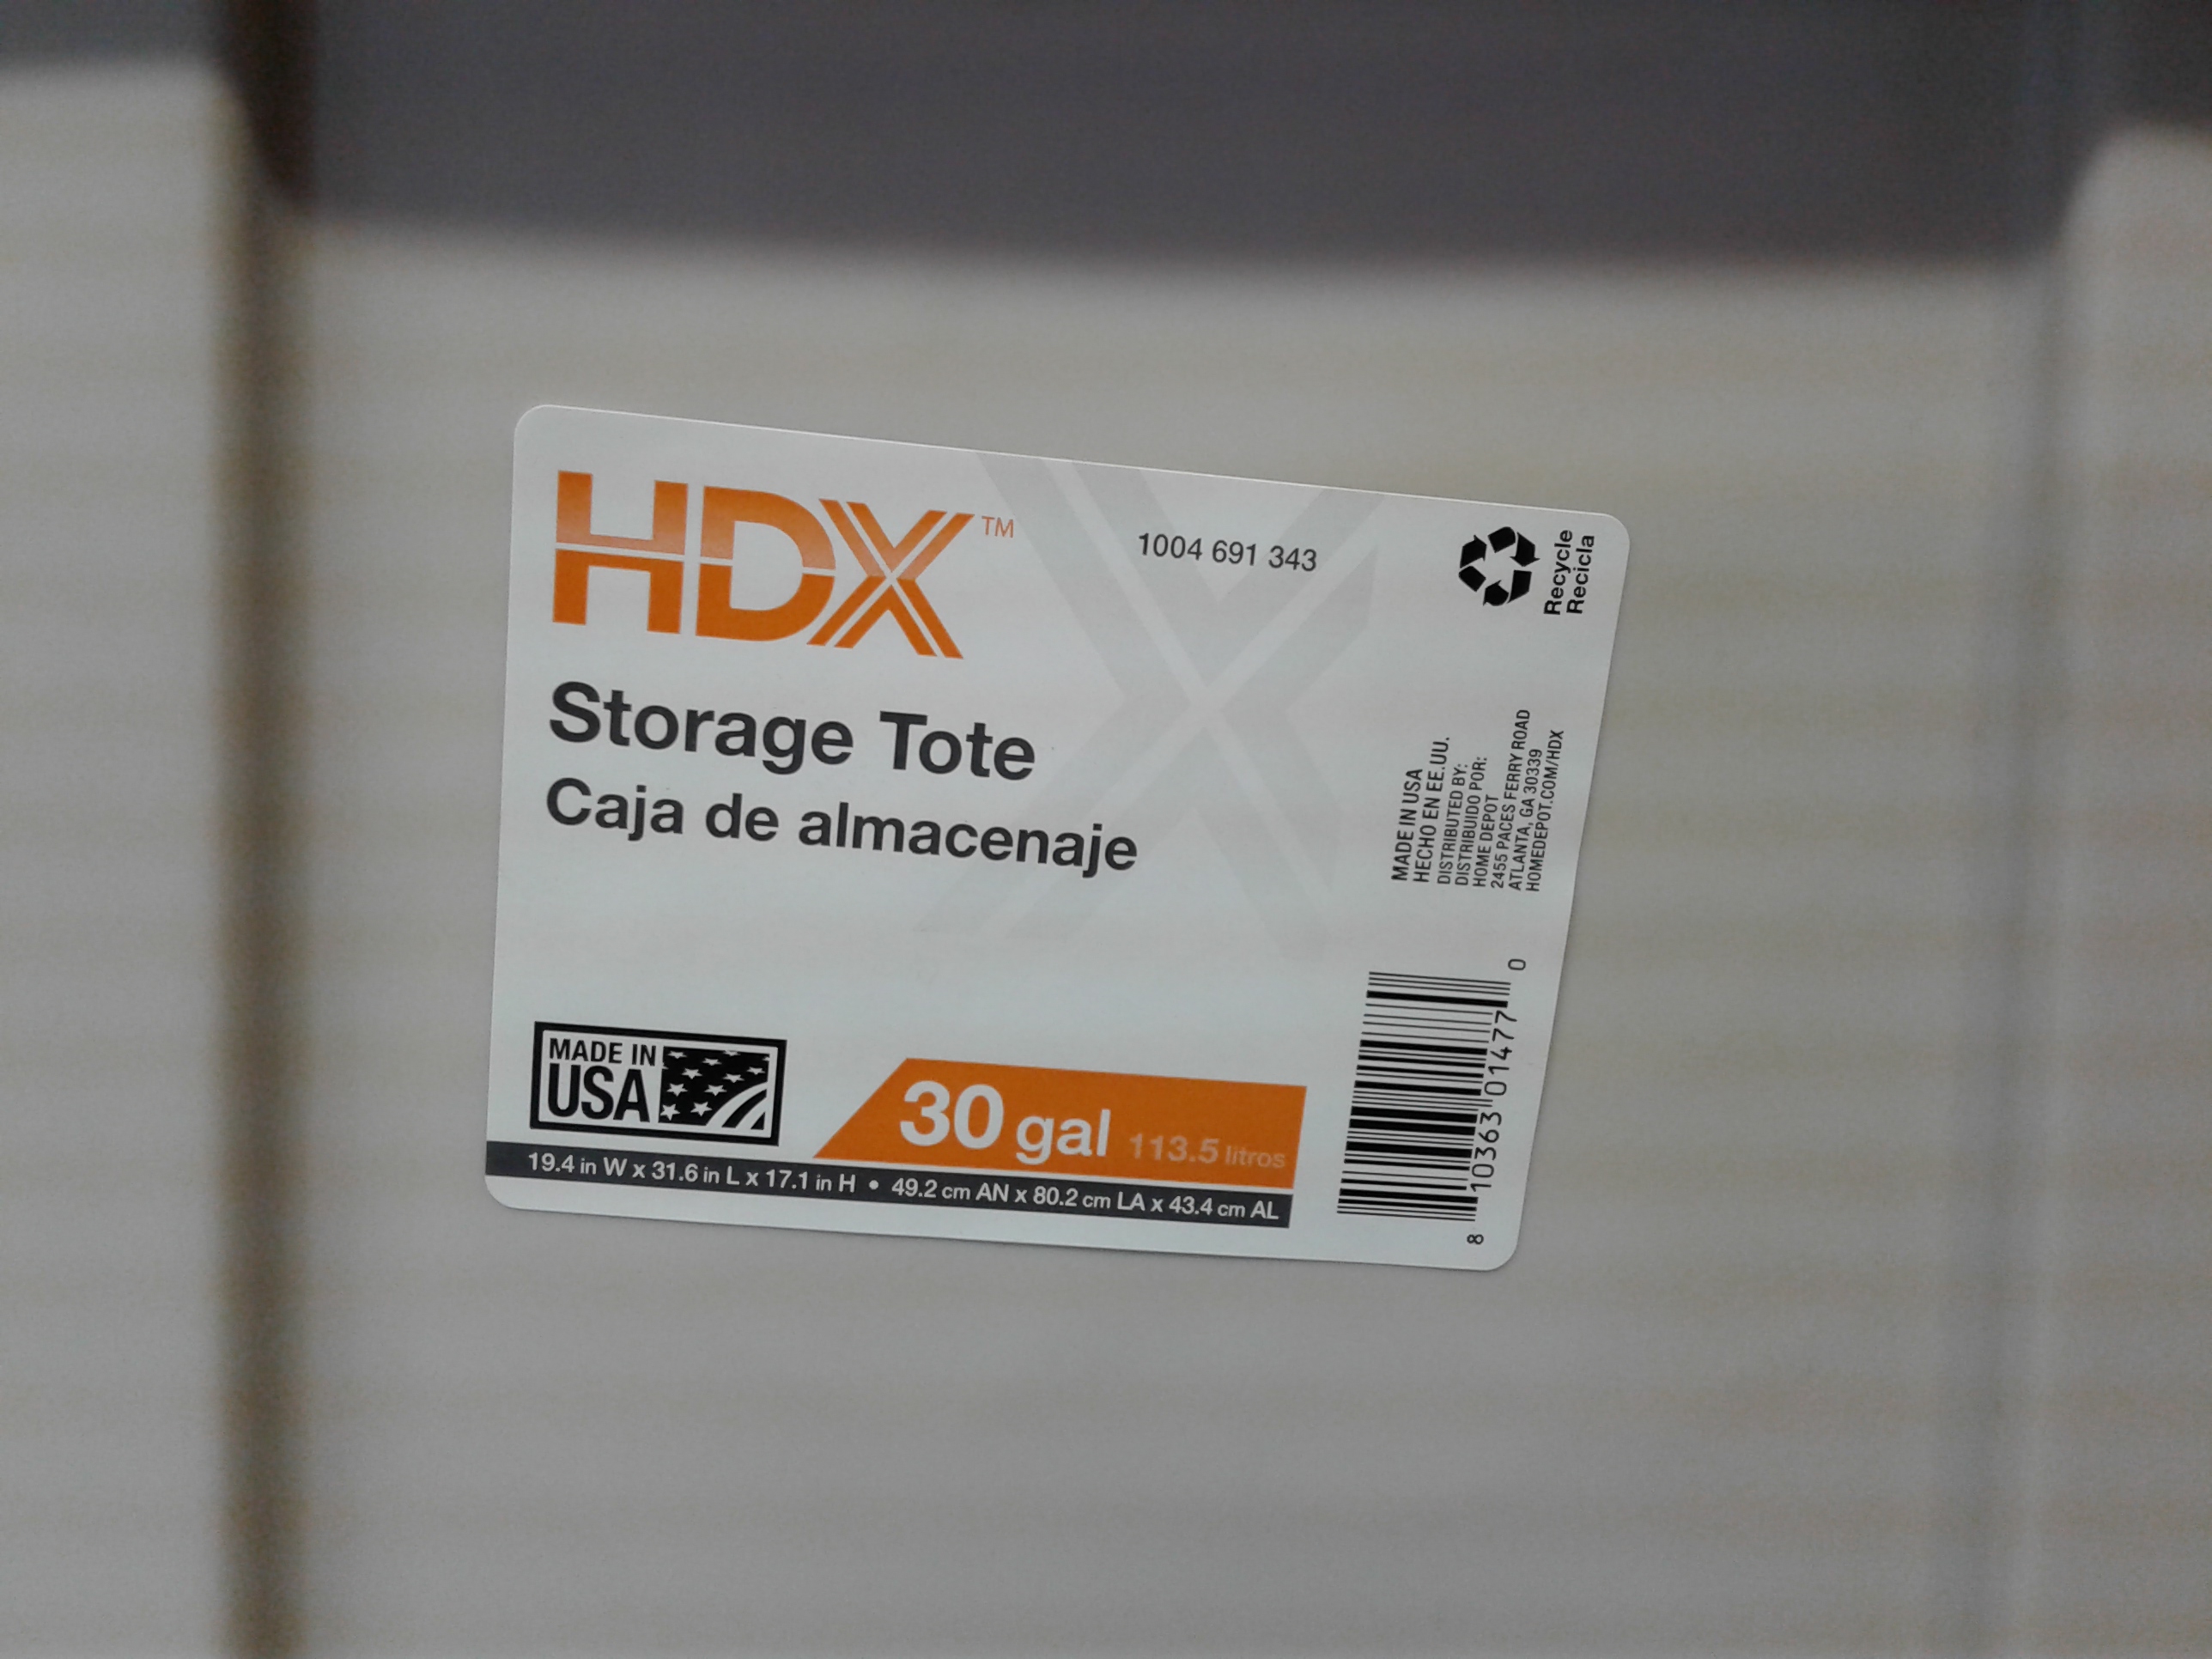 HDX™
1004 691 343
Recycle
Recicla
Storage Tote
Caja de almacenaje
MADE IN USA
HECHO EN EE.UU.
DISTRIBUTED BY:
DISTRIBUIDO POR:
HOME DEPOT
2455 PACES FERRY ROAD
ATLANTA, GA 30339
HOMEDEPOT.COM/HDX
MADE IN
USA
30 gal 113.5 litros
19.4 in W x 31.6 in L x 17.1 in H • 49.2 cm AN x 80.2 cm LA x 43.4 cm AL
8 10363 01477 0